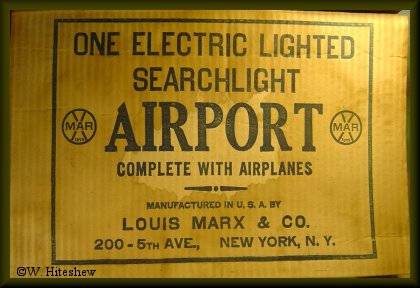 ONE ELECTRIC LIGHTED
SEARCHLIGHT
AIRPORT
MAR
MAR
COMPLETE WITH AIRPLANES
MANUFACTURED IN U.S.A. BY
LOUIS MARX & CO.
200 - 5TH AVE., NEW YORK, N.Y.
©W. Hiteshew